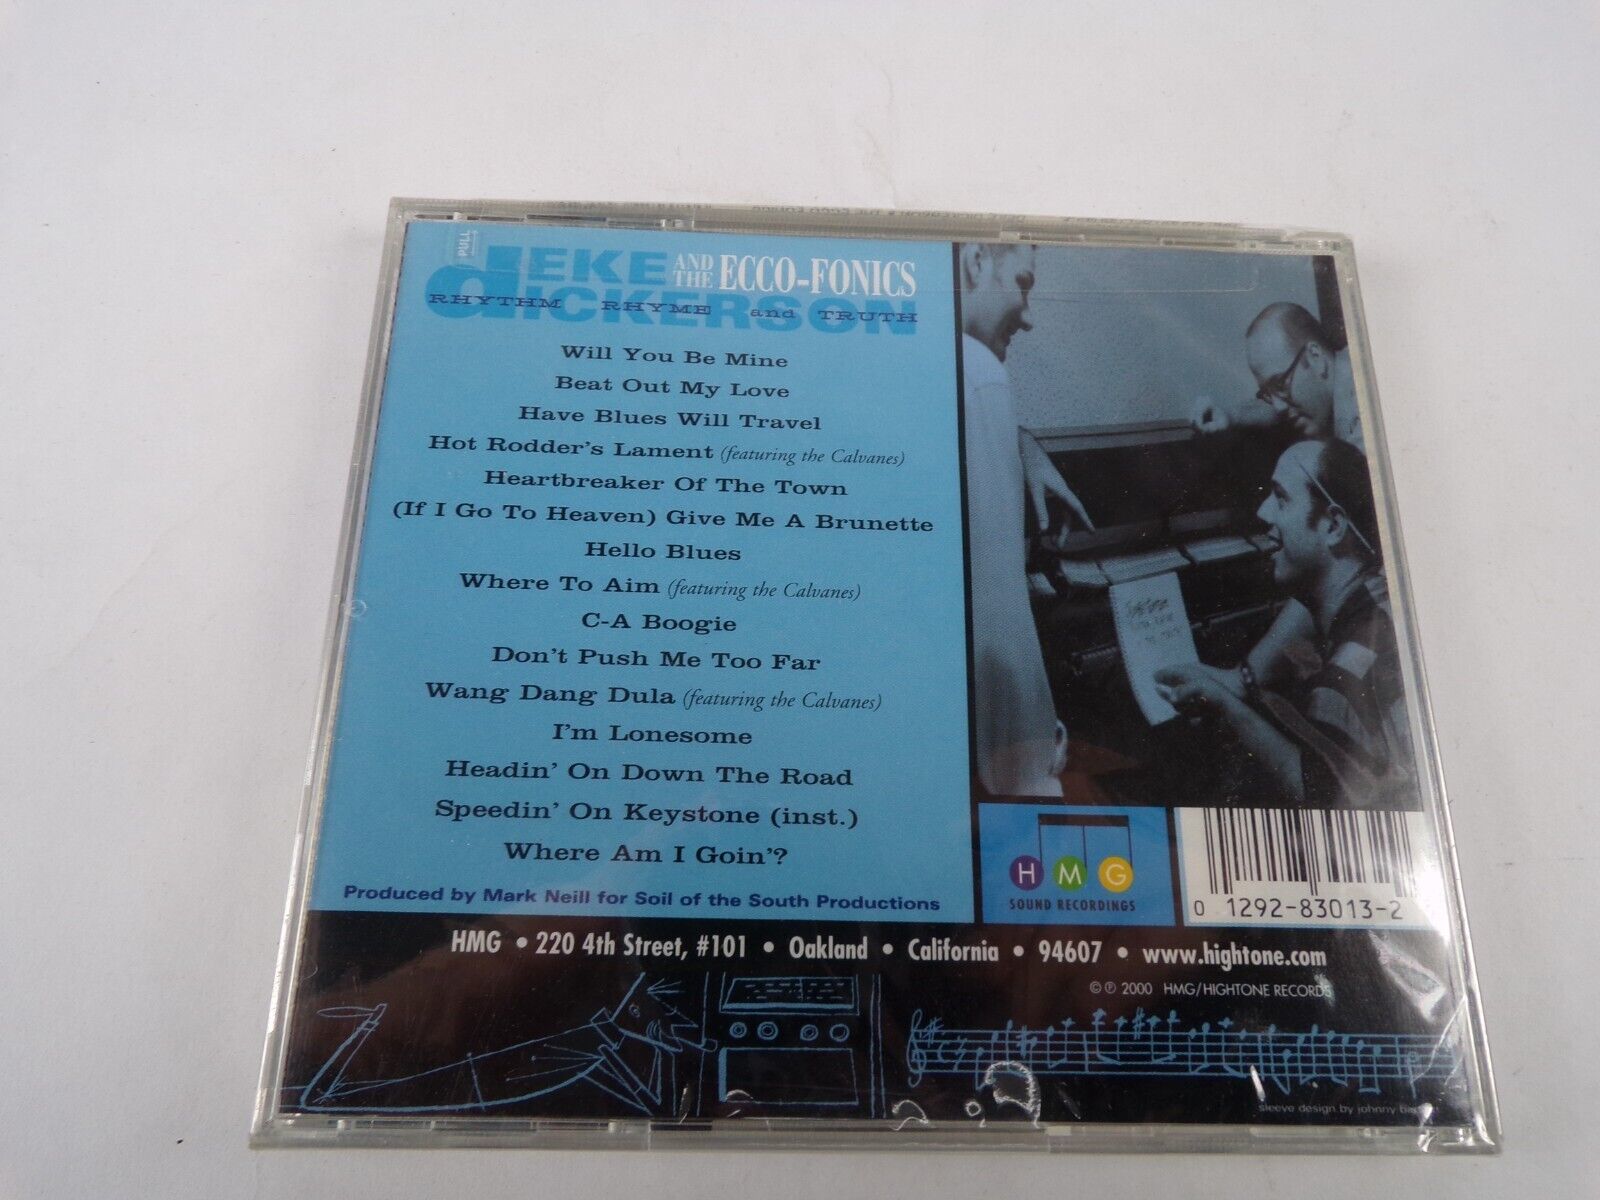 PULL
DEKE DICKERSON
AND THE ECCO-FONICS
RHYTHM RHYME and TRUTH
Will You Be Mine
Beat Out My Love
Have Blues Will Travel
Hot Rodder's Lament (featuring the Calvanes)
Heartbreaker Of The Town
(If I Go To Heaven) Give Me A Brunette
Hello Blues
Where To Aim (featuring the Calvanes)
C-A Boogie
Don't Push Me Too Far
Wang Dang Dula (featuring the Calvanes)
I'm Lonesome
Headin' On Down The Road
Speedin' On Keystone (inst.)
Where Am I Goin'?
Produced by Mark Neill for Soil of the South Productions
HMG
SOUND RECORDINGS
0 1292-83013-2
HMG • 220 4th Street, #101 • Oakland • California • 94607 • www.hightone.com
© ℗ 2000 HMG/HIGHTONE RECORDS
sleeve design by johnny